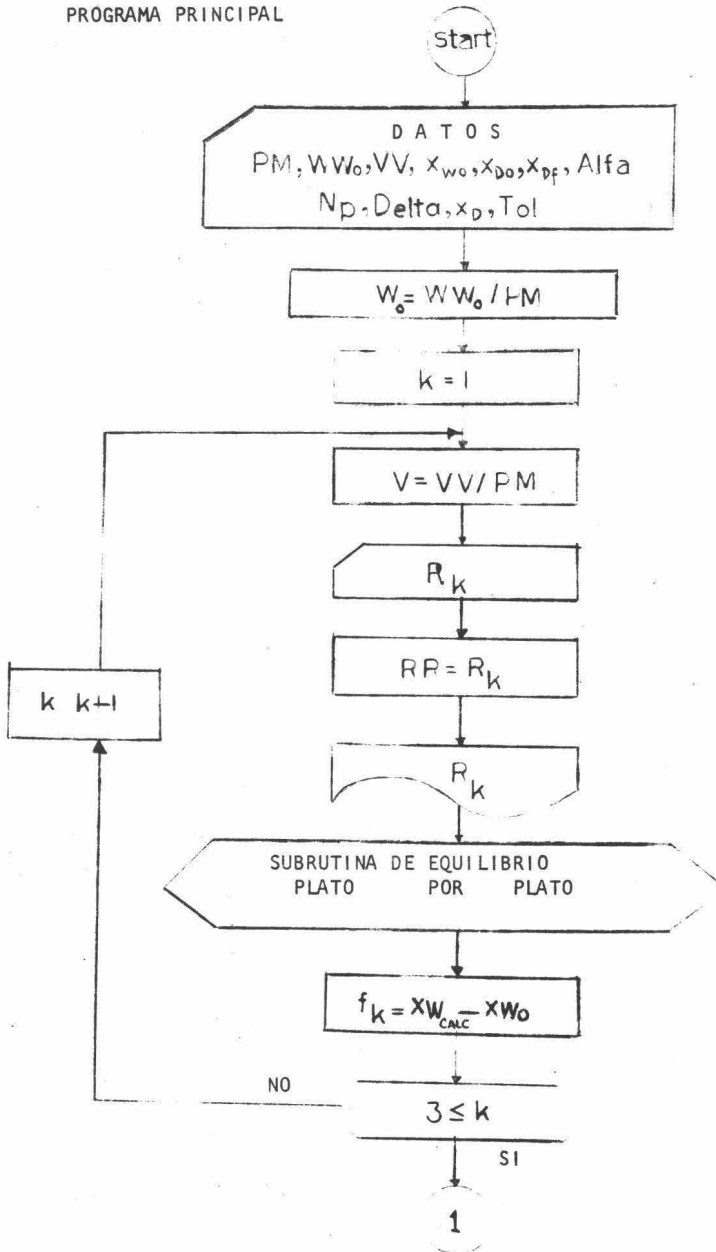 PROGRAMA PRINCIPAL
start
DATOS
PM, WW₀, VV, x_W0, x_D0, x_Df, Alfa
Np, Delta, x_D, Tol
W₀ = WW₀ / PM
k = 1
V = VV / PM
R_k
RR = R_k
k k+1
R_k
SUBRUTINA DE EQUILIBRIO
PLATO POR PLATO
f_k = XW_CALC - XW₀
NO
3 ≤ k
SI
1